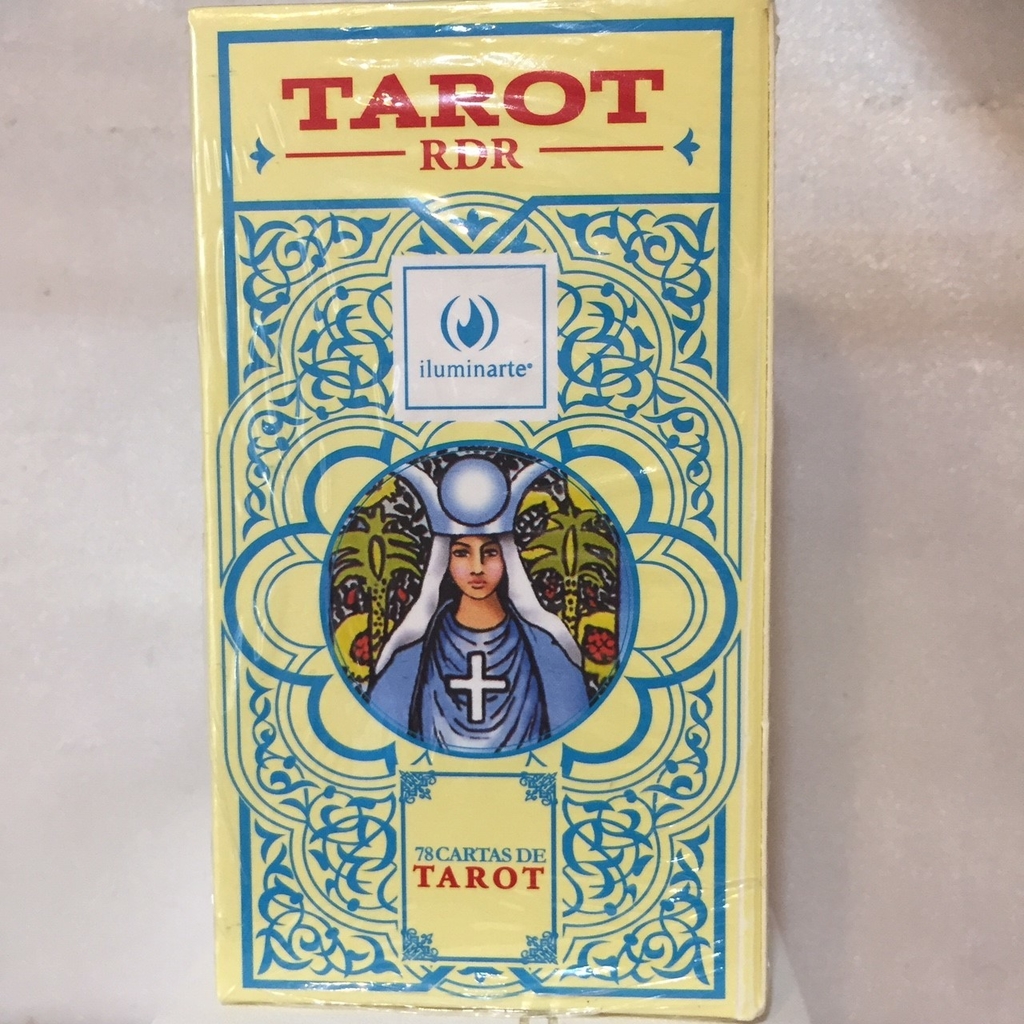 TAROT
RDR
iluminarte®
78 CARTAS DE
TAROT